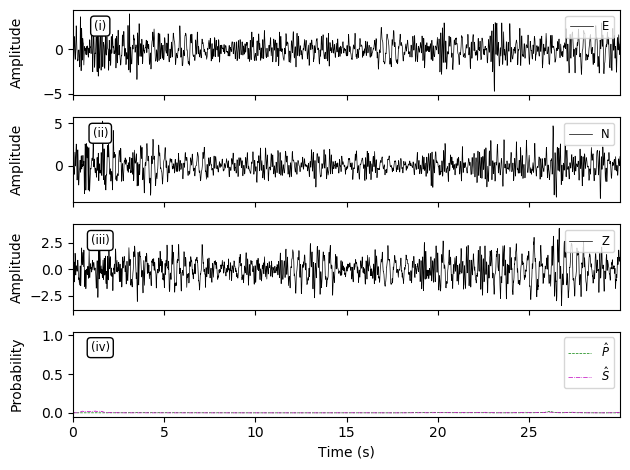 (i)
E
Amplitude
0
−5
(ii)
N
Amplitude
5
0
(iii)
Z
Amplitude
2.5
0.0
−2.5
(iv)
P̂
Ŝ
Probability
1.0
0.5
0.0
0 5 10 15 20 25
Time (s)